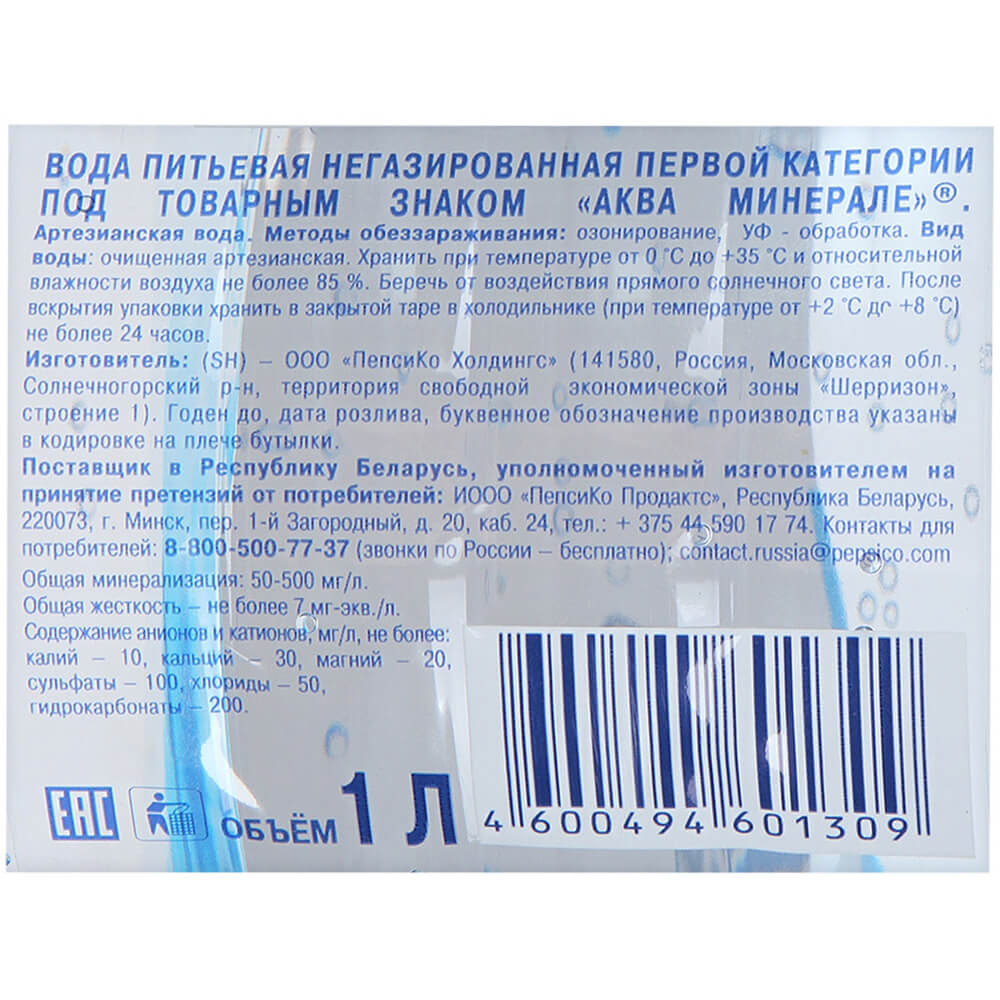 ВОДА ПИТЬЕВАЯ НЕГАЗИРОВАННАЯ ПЕРВОЙ КАТЕГОРИИ
ПОД ТОВАРНЫМ ЗНАКОМ «АКВА МИНЕРАЛЕ»®.
Артезианская вода. Методы обеззараживания: озонирование, УФ - обработка. Вид
воды: очищенная артезианская. Хранить при температуре от 0 °C до +35 °C и относительной
влажности воздуха не более 85 %. Беречь от воздействия прямого солнечного света. После
вскрытия упаковки хранить в закрытой таре в холодильнике (при температуре от +2 °C до +8 °C)
не более 24 часов.
Изготовитель: (SH) – ООО «ПепсиКо Холдингс» (141580, Россия, Московская обл.,
Солнечногорский р-н, территория свободной экономической зоны «Шерризон»,
строение 1). Годен до, дата розлива, буквенное обозначение производства указаны
в кодировке на плече бутылки.
Поставщик в Республику Беларусь, уполномоченный изготовителем на
принятие претензий от потребителей: ИООО «ПепсиКо Продактс», Республика Беларусь,
220073, г. Минск, пер. 1-й Загородный, д. 20, каб. 24, тел.: + 375 44 590 17 74. Контакты для
потребителей: 8-800-500-77-37 (звонки по России – бесплатно); contact.russia@pepsico.com
Общая минерализация: 50-500 мг/л.
Общая жесткость – не более 7 мг-экв./л.
Содержание анионов и катионов, мг/л, не более:
калий – 10, кальций – 30, магний – 20,
сульфаты – 100, хлориды – 50,
гидрокарбонаты – 200.
EAC ОБЪЁМ 1 Л
4 600494 601309